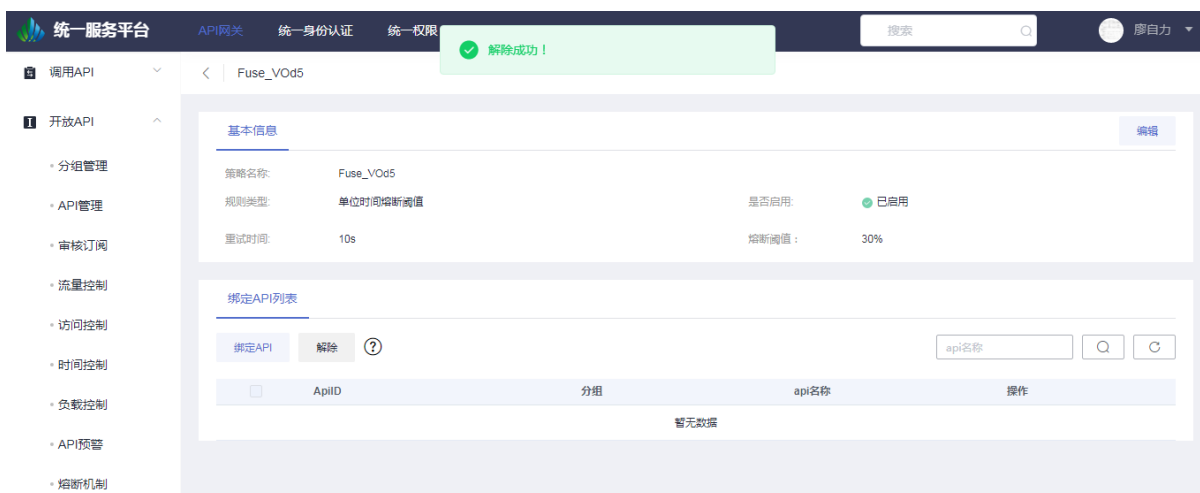 统一服务平台 API网关 统一身份认证 统一权限 搜索 廖自力
解除成功！
调用API
Fuse_VOd5
开放API
基本信息 编辑
分组管理
策略名称: Fuse_VOd5
API管理
规则类型: 单位时间熔断阈值 是否启用: 已启用
审核订阅
重试时间: 10s 熔断阈值： 30%
流量控制
绑定API列表
访问控制
绑定API 解除 ? api名称
时间控制
ApiID 分组 api名称 操作
负载控制
暂无数据
API预警
熔断机制